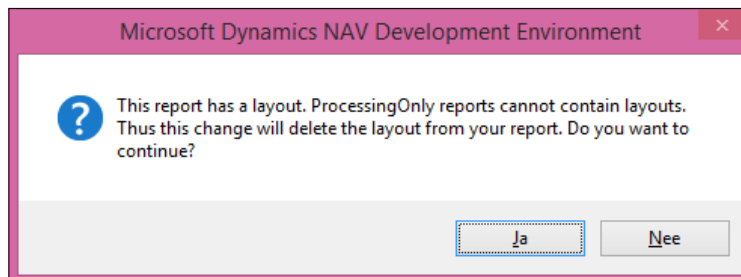 Microsoft Dynamics NAV Development Environment
This report has a layout. ProcessingOnly reports cannot contain layouts.
Thus this change will delete the layout from your report. Do you want to
continue?
Ja
Nee